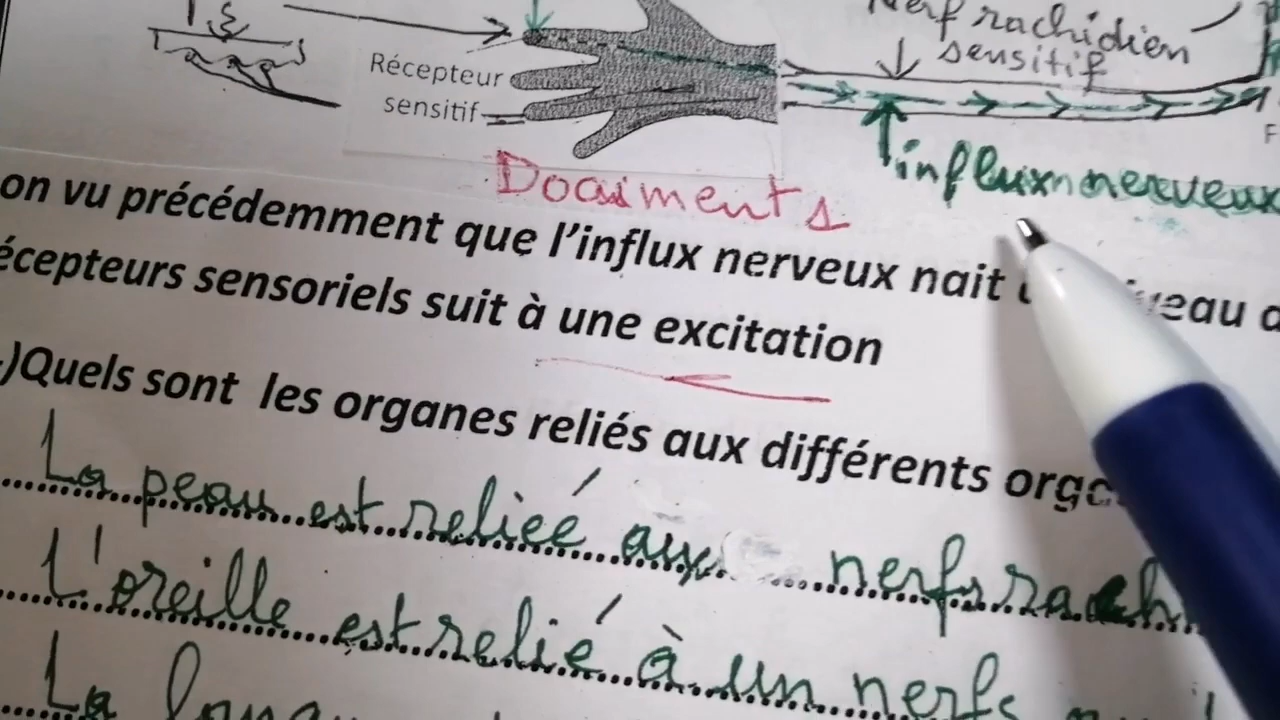 Nerf rachidien
sensitif
Récepteur
sensitif
influx nerveux
Documents
on vu précédemment que l'influx nerveux nait
écepteurs sensoriels suit à une excitation
)Quels sont les organes reliés aux différents
La peau est reliée aux nerfs
L'oreille est relié à un nerfs
La